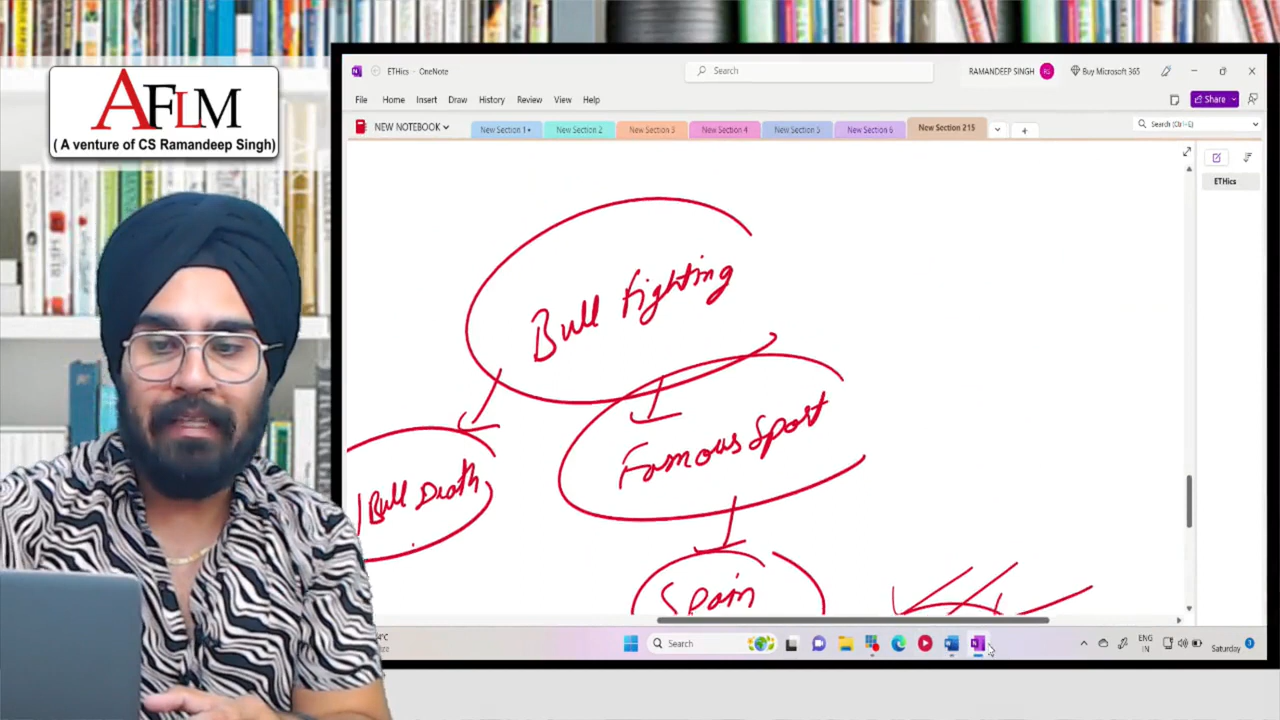 AFLM
( A venture of CS Ramandeep Singh)
ETHics - OneNote
Search
RAMANDEEP SINGH
RS
Buy Microsoft 365
File
Home
Insert
Draw
History
Review
View
Help
Share
NEW NOTEBOOK
New Section 1
New Section 2
New Section 3
New Section 4
New Section 5
New Section 6
New Section 215
Search (Ctrl+E)
ETHics
Bull Fighting
Bull Death
Famous Sport
Spain
Search
ENG
IN
Saturday